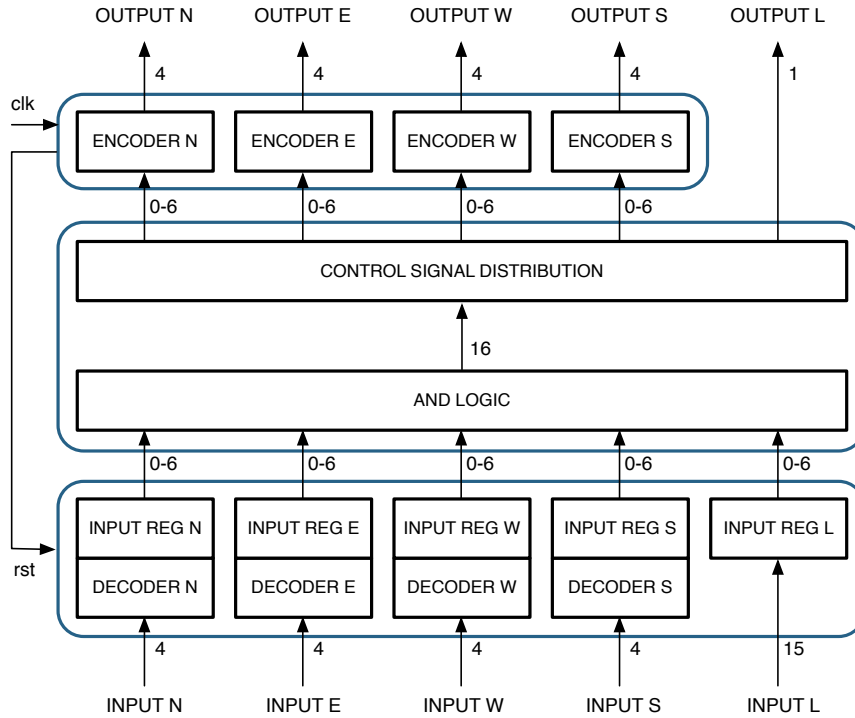 OUTPUT N OUTPUT E OUTPUT W OUTPUT S OUTPUT L
4 4 4 4 1
clk
ENCODER N ENCODER E ENCODER W ENCODER S
0-6 0-6 0-6 0-6
CONTROL SIGNAL DISTRIBUTION
16
AND LOGIC
0-6 0-6 0-6 0-6 0-6
INPUT REG N INPUT REG E INPUT REG W INPUT REG S INPUT REG L
rst
DECODER N DECODER E DECODER W DECODER S
4 4 4 4 15
INPUT N INPUT E INPUT W INPUT S INPUT L